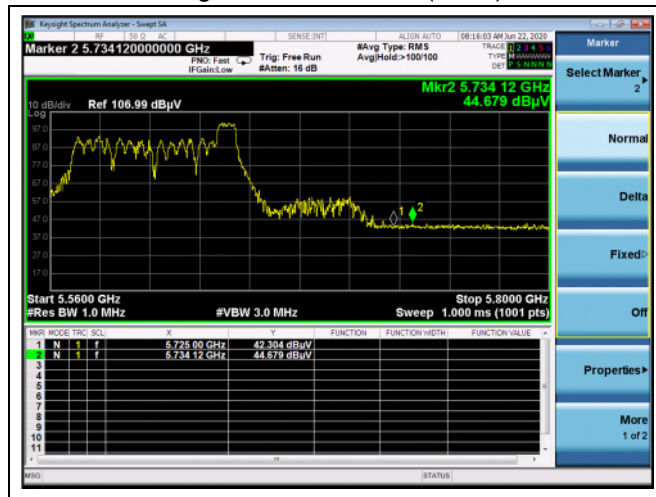 Keysight Spectrum Analyzer - Swept SA
RF 50 Ω AC SENSE:INT ALIGN AUTO 08:16:03 AM Jun 22, 2020
Marker 2 5.734120000000 GHz
PNO: Fast
IFGain:Low
Trig: Free Run
#Atten: 16 dB
#Avg Type: RMS
Avg|Hold:>100/100
TRACE 1 2 3 4 5 6
TYPE
DET P S N N N N
Mkr2 5.734 12 GHz
44.679 dBµV
10 dB/div Ref 106.99 dBµV
Log
97.0
87.0
77.0
67.0
57.0
47.0
37.0
27.0
17.0
1
2
Start 5.5600 GHz
Stop 5.8000 GHz
#Res BW 1.0 MHz
#VBW 3.0 MHz
Sweep 1.000 ms (1001 pts)
MKR MODE TRC SCL X Y FUNCTION FUNCTION WIDTH FUNCTION VALUE
1 N 1 f 5.725 00 GHz 42.304 dBµV
2 N 1 f 5.734 12 GHz 44.679 dBµV
3
4
5
6
7
8
9
10
11
MSG
STATUS
Marker
Select Marker
2
Normal
Delta
Fixed
Off
Properties
More
1 of 2